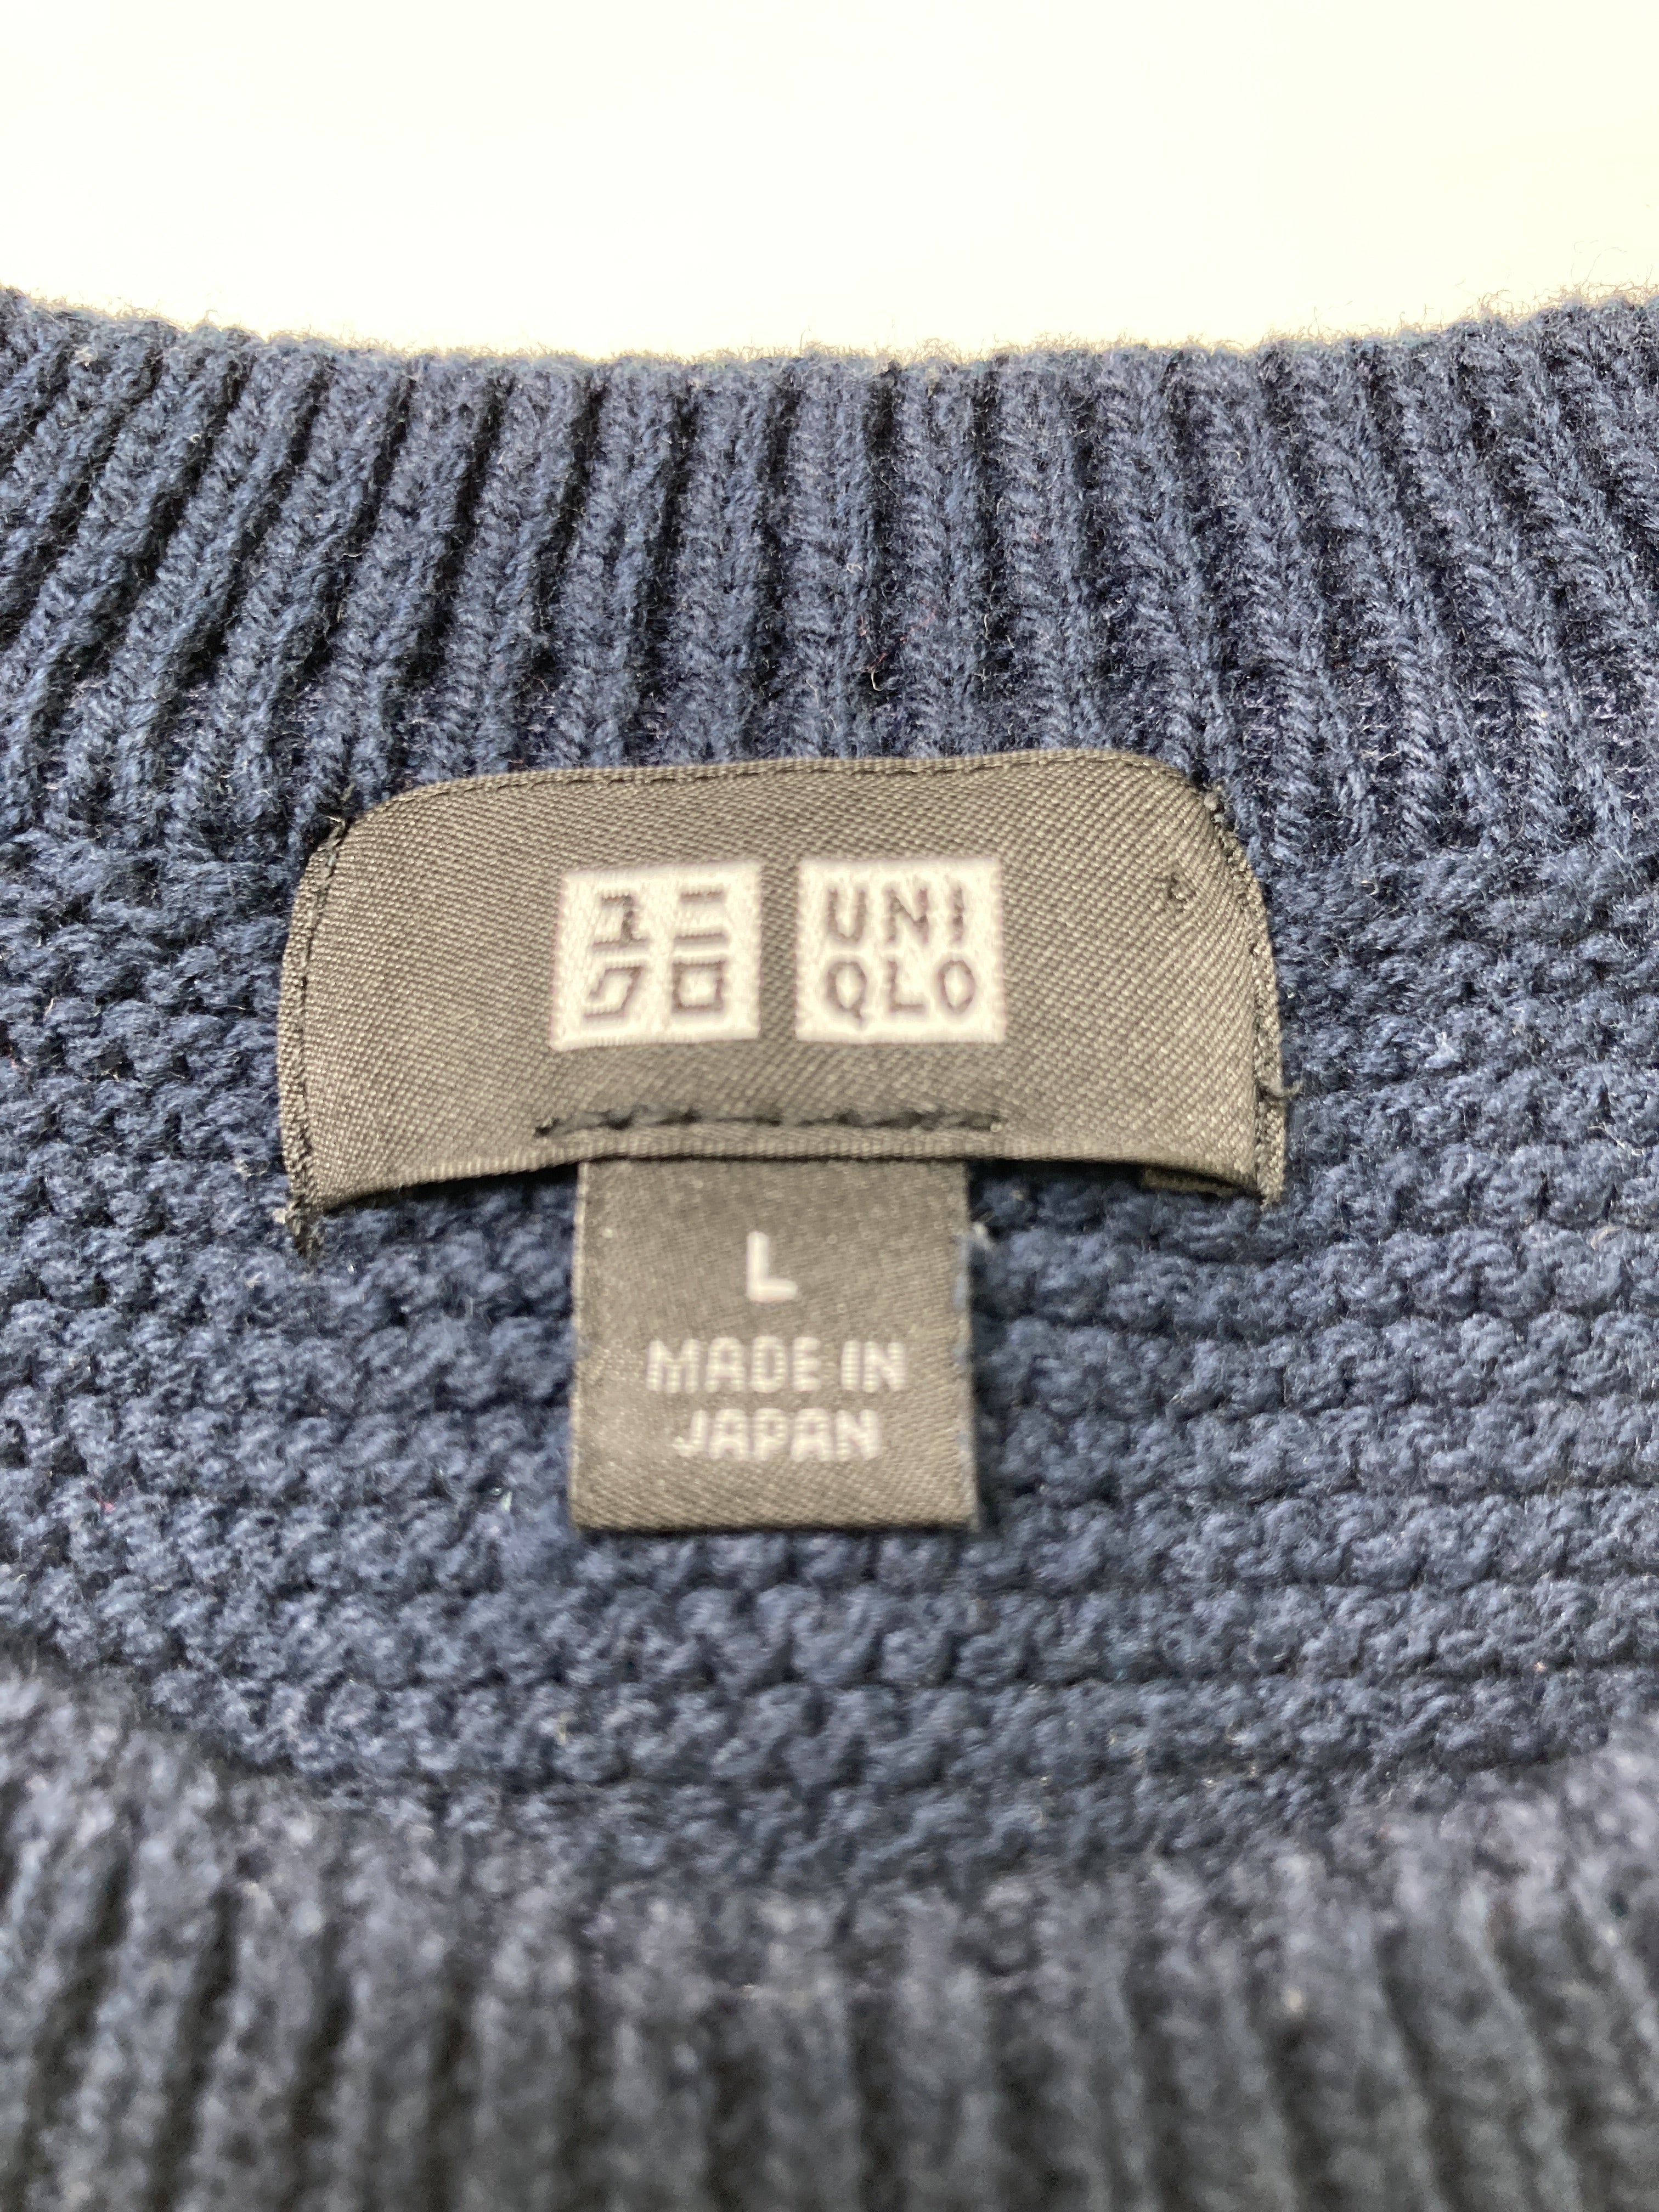 ユニ
クロ
UNI
QLO
L
MADE IN
JAPAN